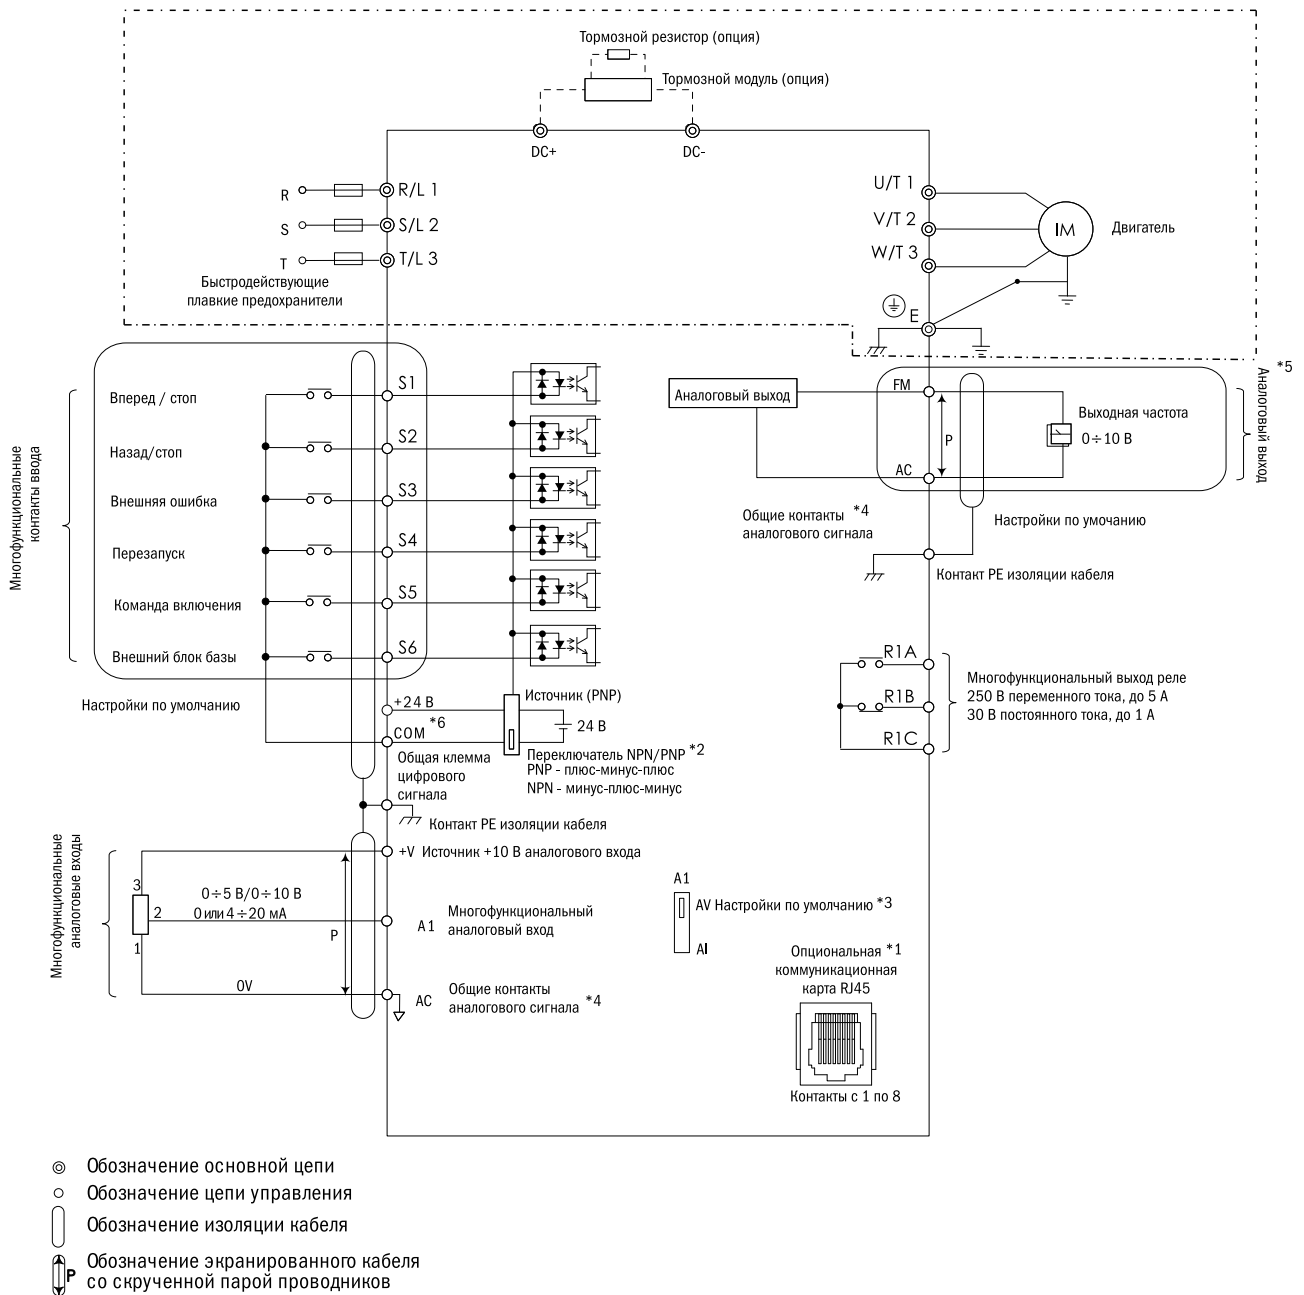 Тормозной резистор (опция)
Тормозной модуль (опция)
DC+
DC-
R
R/L 1
S
S/L 2
T
T/L 3
Быстродействующие
плавкие предохранители
U/T 1
V/T 2
W/T 3
IM
Двигатель
E
Многофункциональные
контакты ввода
Вперед / стоп
S1
Назад/стоп
S2
Внешняя ошибка
S3
Перезапуск
S4
Команда включения
S5
Внешний блок базы
S6
Настройки по умолчанию
+24 В
COM *6
Общая клемма
цифрового
сигнала
Источник (PNP)
24 В
Переключатель NPN/PNP *2
PNP - плюс-минус-плюс
NPN - минус-плюс-минус
Контакт PE изоляции кабеля
*5
Аналоговый выход
Аналоговый выход
FM
P
AC
Выходная частота
0÷10 В
Общие контакты *4
аналогового сигнала
Настройки по умочанию
Контакт PE изоляции кабеля
R1A
R1B
R1C
Многофункциональный выход реле
250 В переменного тока, до 5 А
30 В постоянного тока, до 1 А
Многофункциональные
аналоговые входы
+V Источник +10 В аналогового входа
3
2
1
0÷5 В/0÷10 В
0 или 4÷20 мА
P
A1
Многофункциональный
аналоговый вход
0V
AC
Общие контакты
аналогового сигнала *4
A1
AV Настройки по умолчанию *3
AI
Опциональная *1
коммуникационная
карта RJ45
Контакты с 1 по 8
Обозначение основной цепи
Обозначение цепи управления
Обозначение изоляции кабеля
P
Обозначение экранированного кабеля
со скрученной парой проводников